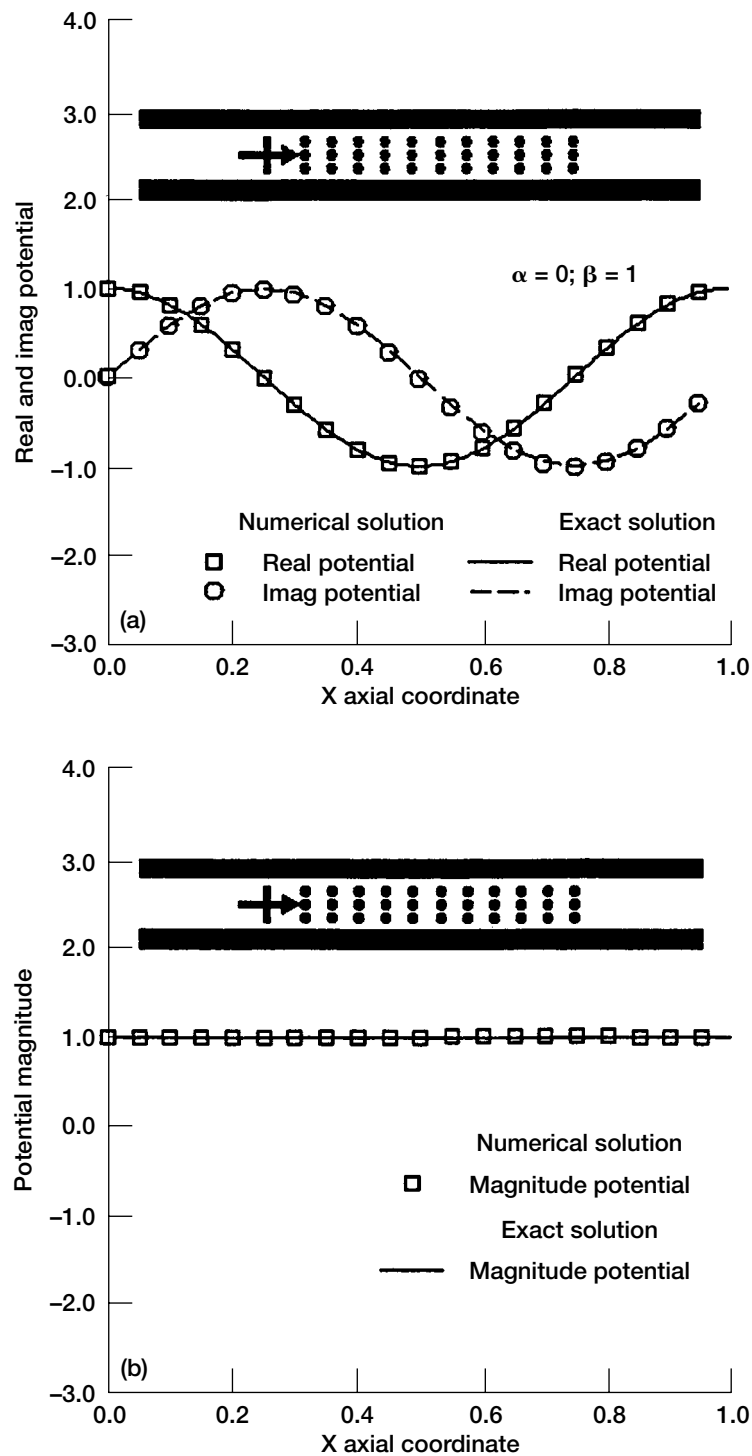 4.0
3.0
2.0
α = 0; β = 1
1.0
0.0
–1.0
–2.0
–3.0
Real and imag potential
Numerical solution Exact solution
Real potential Real potential
Imag potential Imag potential
(a)
0.0 0.2 0.4 0.6 0.8 1.0
X axial coordinate
4.0
3.0
2.0
1.0
0.0
–1.0
–2.0
–3.0
Potential magnitude
Numerical solution
Magnitude potential
Exact solution
Magnitude potential
(b)
0.0 0.2 0.4 0.6 0.8 1.0
X axial coordinate